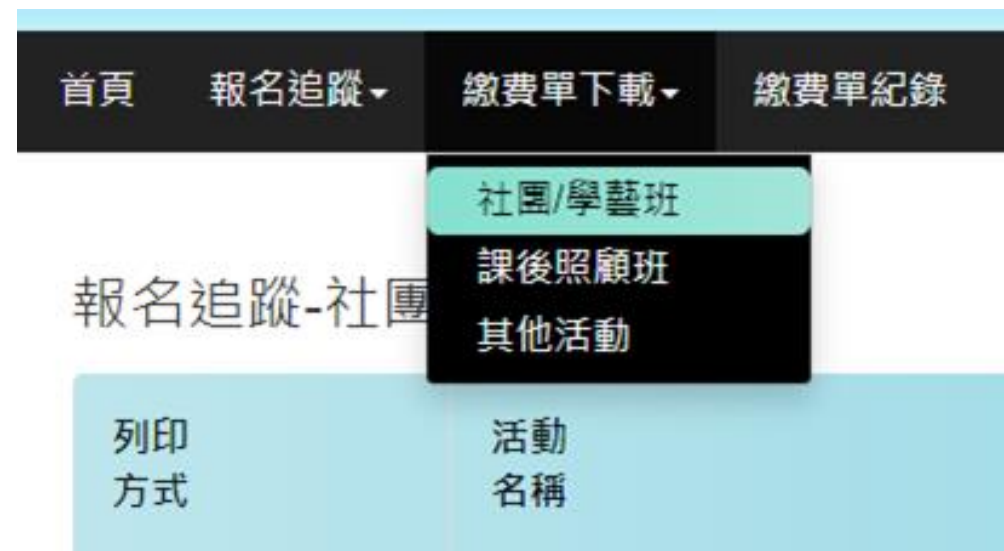 首頁 報名追蹤 繳費單下載 繳費單紀錄
社團/學藝班
課後照顧班
其他活動
報名追蹤-社團
列印 活動
方式 名稱